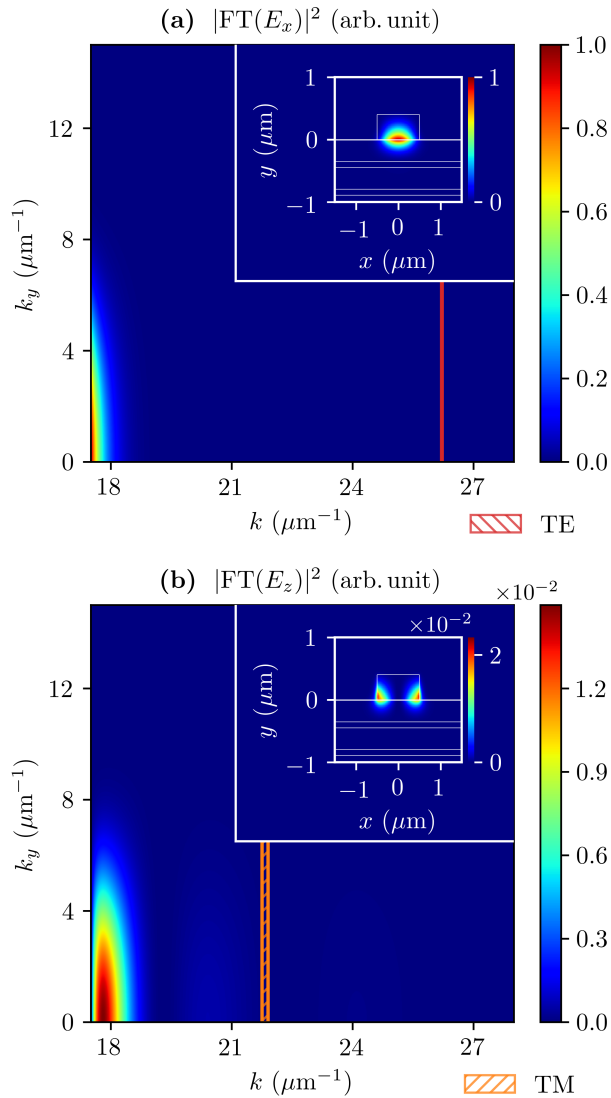 (a) |FT(Eₓ)|² (arb. unit)
1.0
12
1
1
0.8
y (μm)
0
8
k_y (μm⁻¹)
−1
0
0.6
−1 0 1
x (μm)
0.4
4
0.2
0
0.0
18 21 24 27
k (μm⁻¹)
TE
(b) |FT(E_z)|² (arb. unit)
×10⁻²
×10⁻²
12
1
2
1.2
y (μm)
0
8
k_y (μm⁻¹)
−1
0
0.9
−1 0 1
x (μm)
0.6
4
0.3
0
0.0
18 21 24 27
k (μm⁻¹)
TM